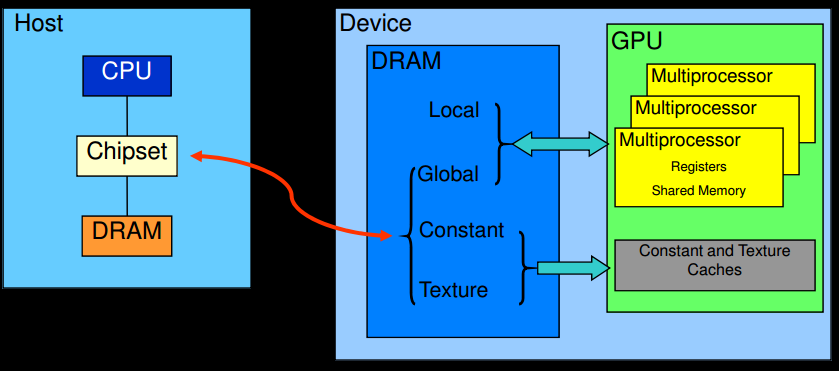 Host
CPU
Chipset
DRAM
Device
DRAM
Local
Global
Constant
Texture
GPU
Multiprocessor
Multiprocessor
Multiprocessor
Registers
Shared Memory
Constant and Texture
Caches